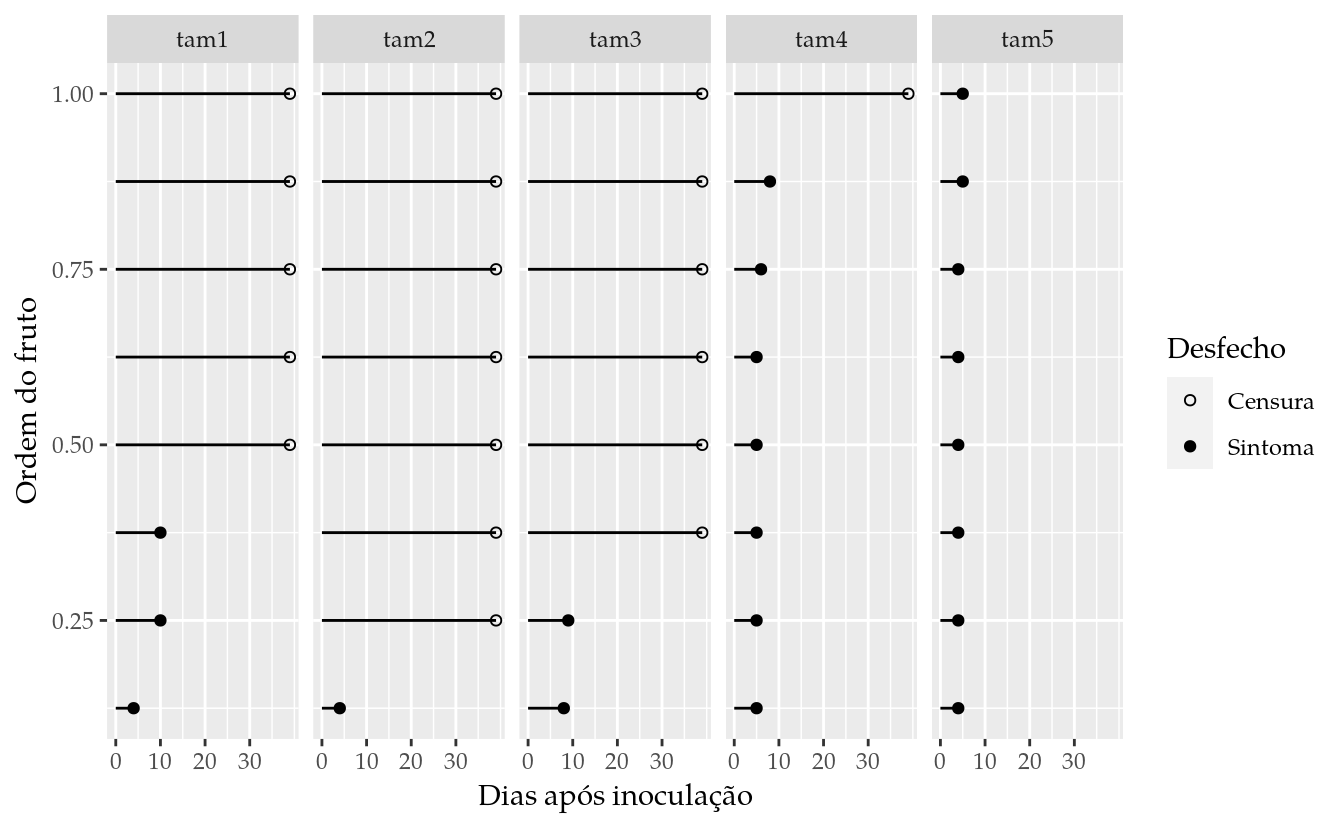 tam1 tam2 tam3 tam4 tam5
1.00
0.75
0.50
0.25
Ordem do fruto
0 10 20 30 0 10 20 30 0 10 20 30 0 10 20 30 0 10 20 30
Dias após inoculação
Desfecho
Censura
Sintoma